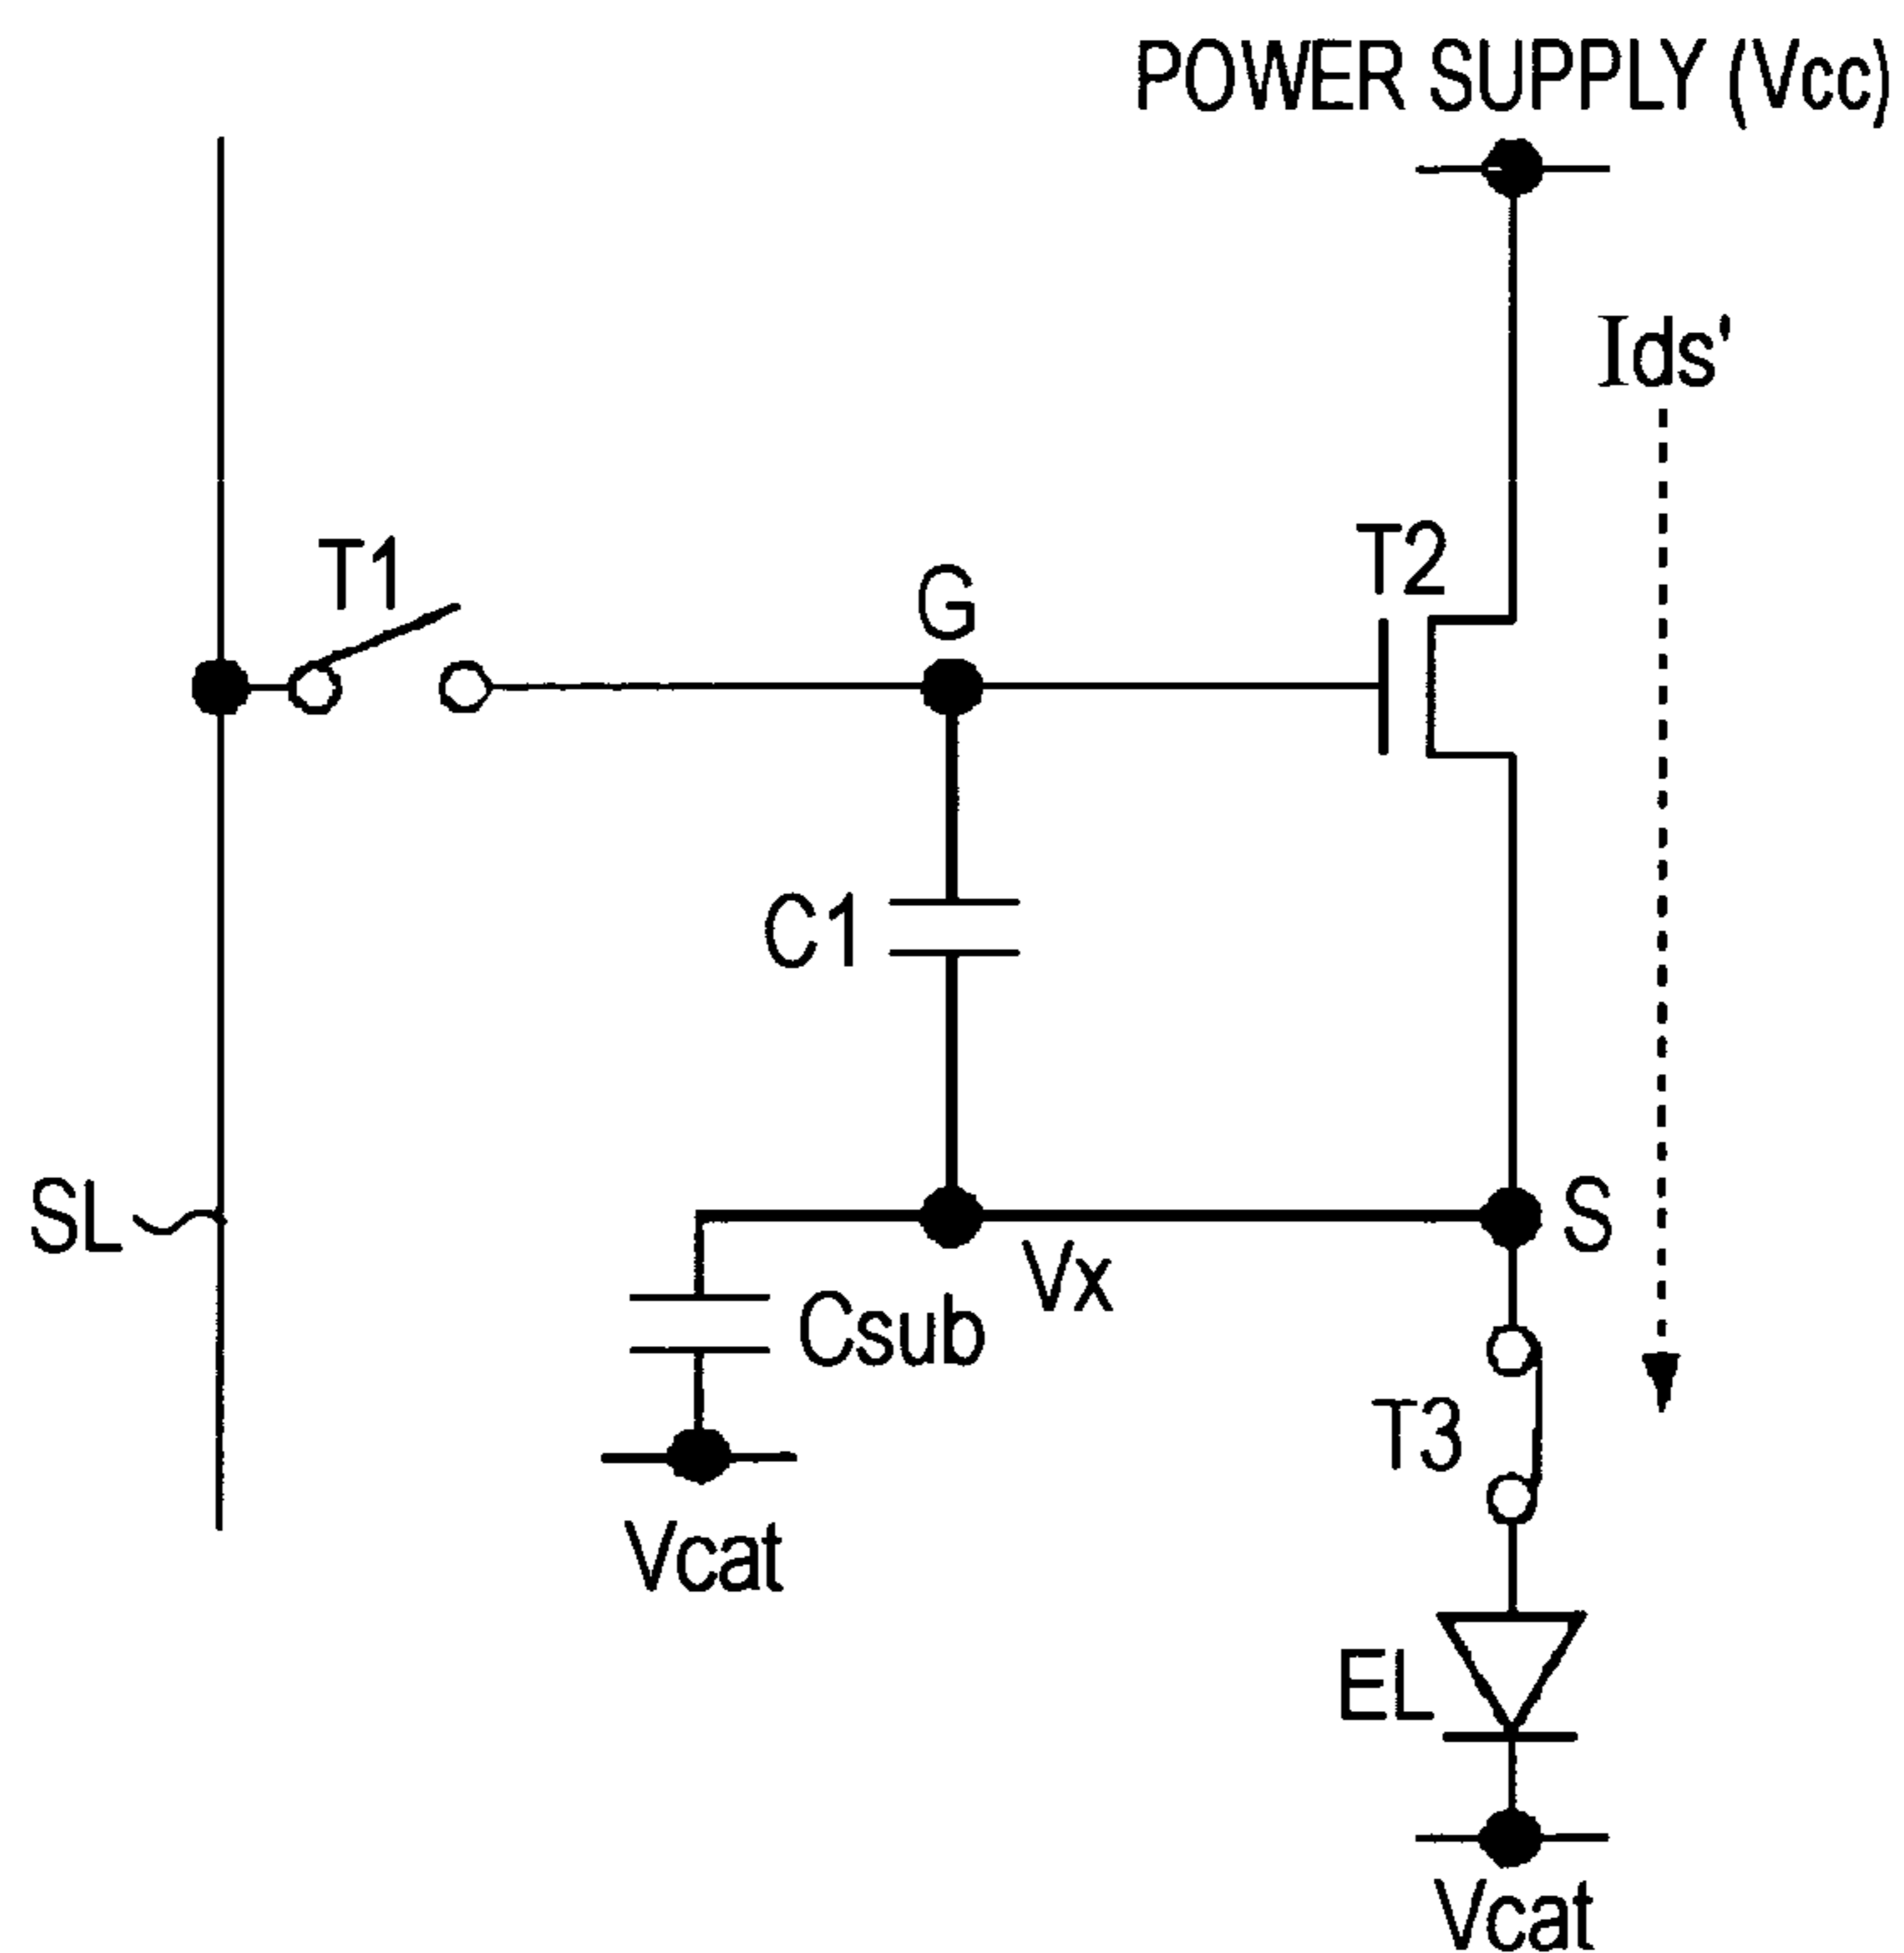 POWER SUPPLY (Vcc)
Ids'
T1
G
T2
C1
SL
Vx
S
Csub
T3
Vcat
EL
Vcat